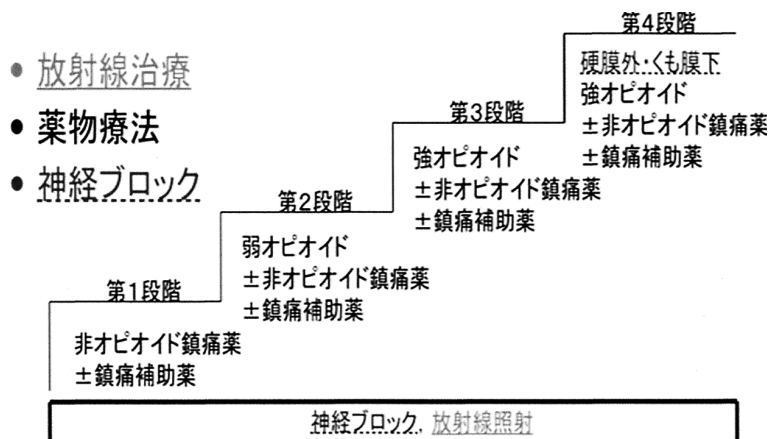 • 放射線治療
• 薬物療法
• 神経ブロック
第1段階
非オピオイド鎮痛薬
±鎮痛補助薬
第2段階
弱オピオイド
±非オピオイド鎮痛薬
±鎮痛補助薬
第3段階
強オピオイド
±非オピオイド鎮痛薬
±鎮痛補助薬
第4段階
硬膜外・くも膜下
強オピオイド
±非オピオイド鎮痛薬
±鎮痛補助薬
神経ブロック, 放射線照射